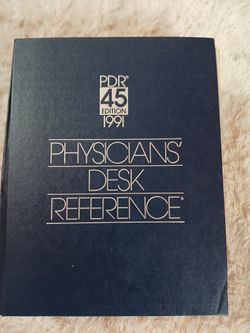 PDR®
45
EDITION
1991
PHYSICIANS'
DESK
REFERENCE®